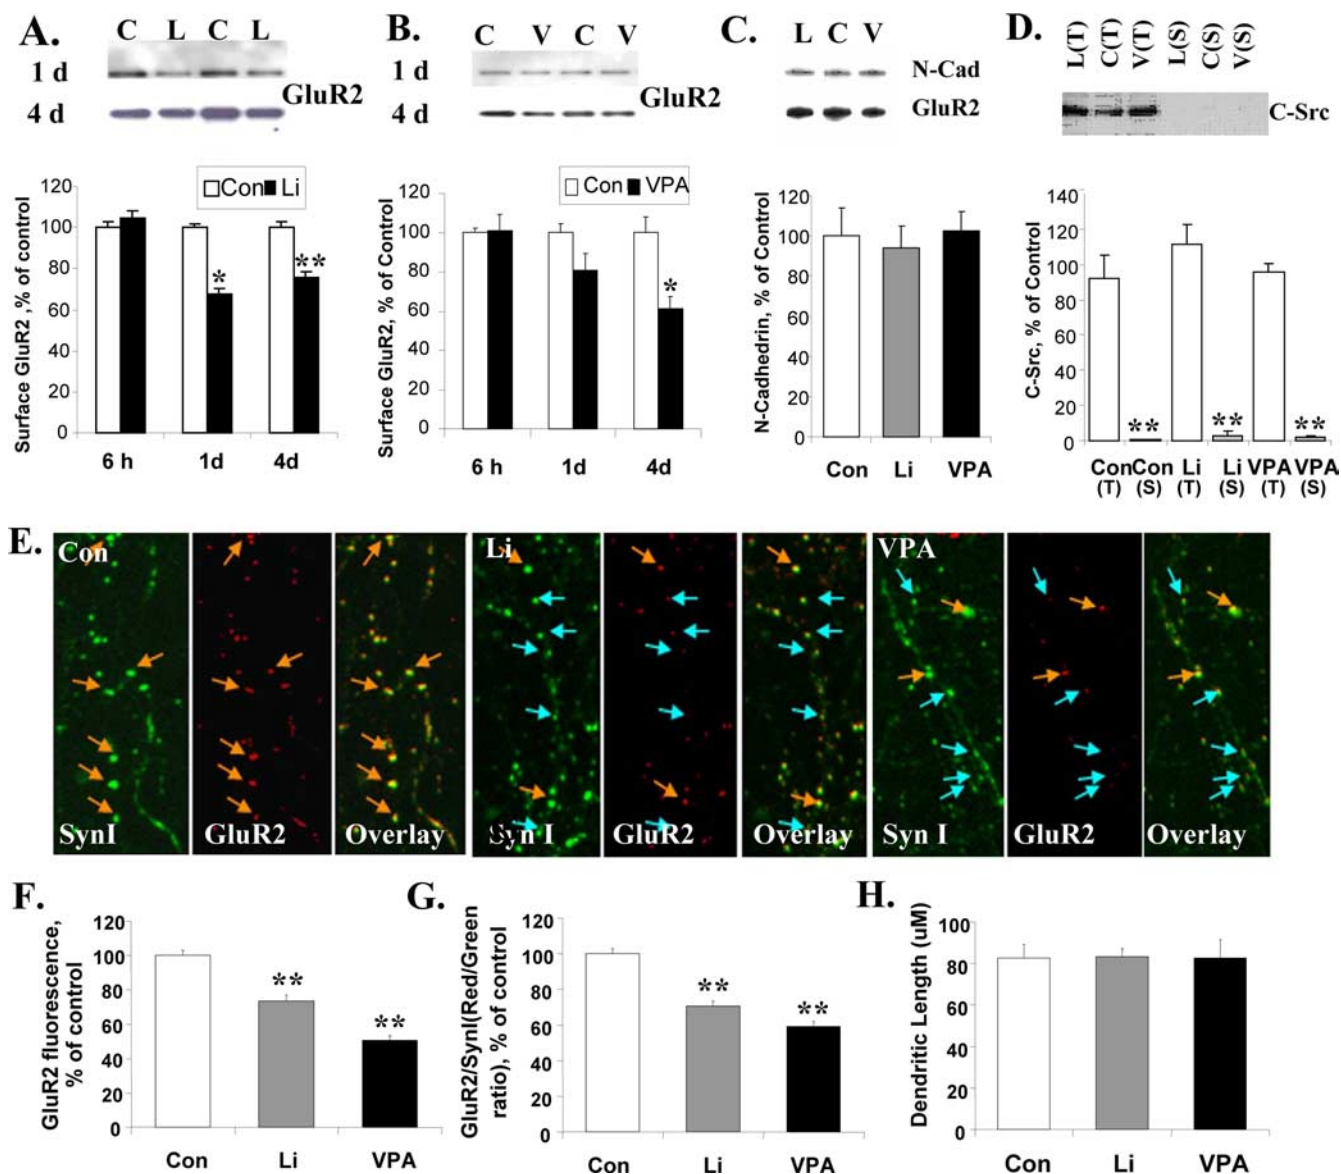 A.
C L C L
1 d
4 d
GluR2
B.
C V C V
1 d
4 d
GluR2
C.
L C V
N-Cad
GluR2
D.
L(T) C(T) V(T) L(S) C(S) V(S)
C-Src
Surface GluR2 ,% of control
120
100
80
60
40
20
0
Con Li
*
**
6 h 1d 4d
Surface GluR2, % of Control
120
100
80
60
40
20
0
Con VPA
*
6 h 1d 4d
N-Cadhedrin, % of Control
120
100
80
60
40
20
0
Con Li VPA
C-Src, % of Control
140
120
100
80
60
40
20
0
** ** **
Con Con Li Li VPA VPA
(T) (S) (T) (S) (T) (S)
E.
Con Li VPA
SynI GluR2 Overlay Syn I GluR2 Overlay Syn I GluR2 Overlay
F.
GluR2 fluorescence,
% of control
120
100
80
60
40
20
0
**
**
Con Li VPA
G.
GluR2/SynI(Red/Green
ratio), % of control
120
100
80
60
40
20
0
**
**
Con Li VPA
H.
Dendritic Length (uM)
100
80
60
40
20
0
Con Li VPA